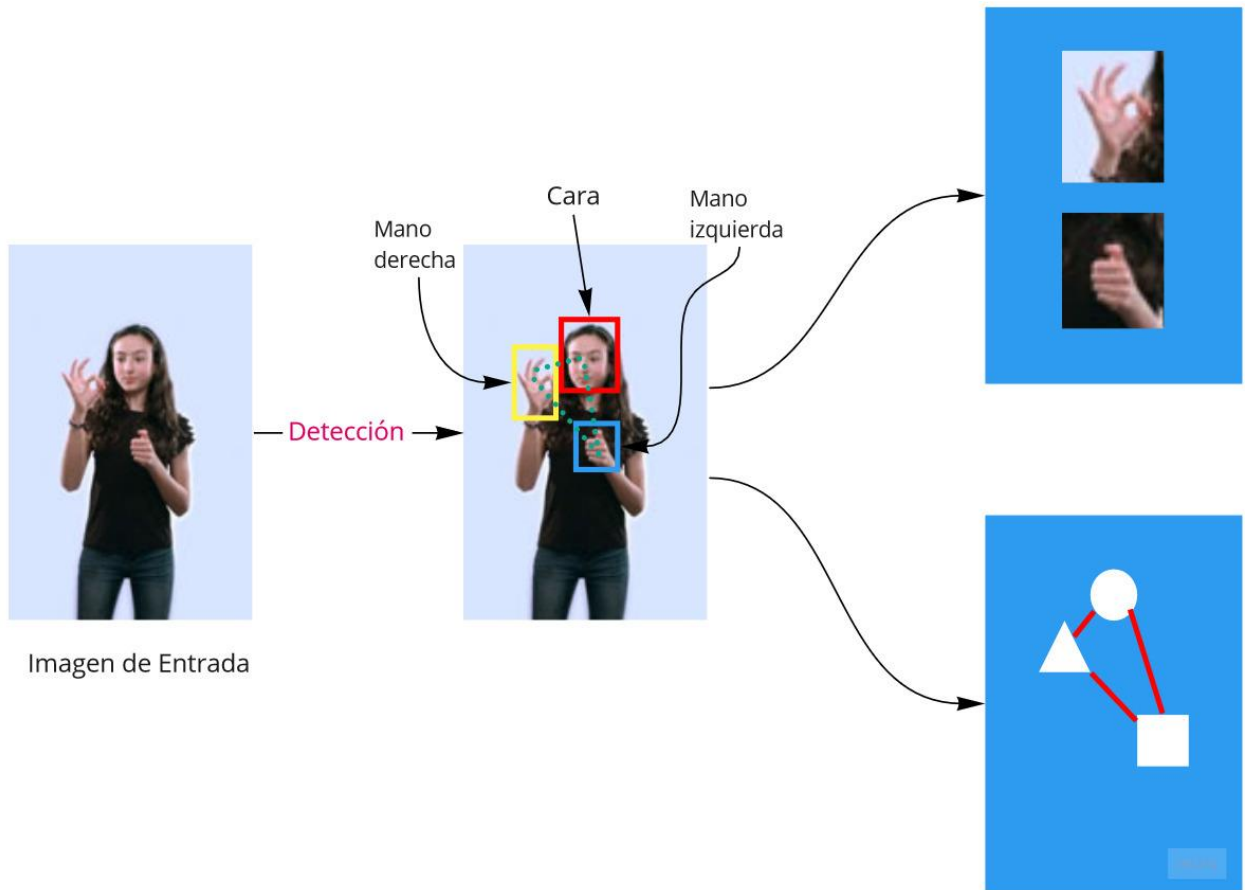 Cara
Mano
izquierda
Mano
derecha
Detección
Imagen de Entrada